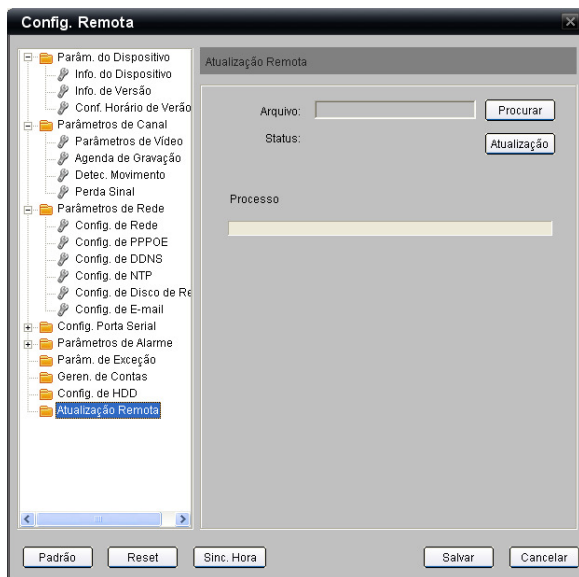 Config. Remota
Parâm. do Dispositivo
Info. do Dispositivo
Info. de Versão
Conf. Horário de Verão
Parâmetros de Canal
Parâmetros de Vídeo
Agenda de Gravação
Detec. Movimento
Perda Sinal
Parâmetros de Rede
Config. de Rede
Config. de PPPOE
Config. de DDNS
Config. de NTP
Config. de Disco de Re
Config. de E-mail
Config. Porta Serial
Parâmetros de Alarme
Parâm. de Exceção
Geren. de Contas
Config. de HDD
Atualização Remota
Atualização Remota
Arquivo:
Procurar
Status:
Atualização
Processo
Padrão
Reset
Sinc. Hora
Salvar
Cancelar